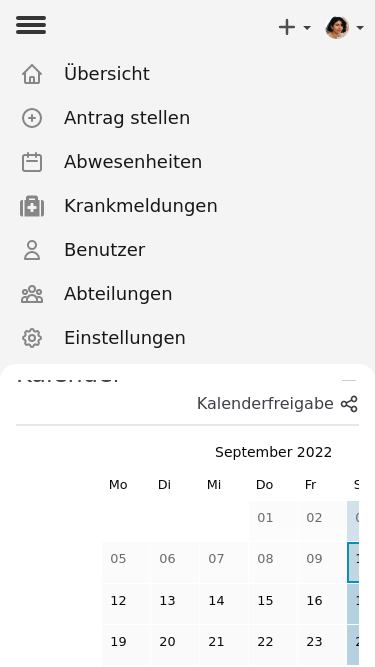 Übersicht
Antrag stellen
Abwesenheiten
Krankmeldungen
Benutzer
Abteilungen
Einstellungen
Kalender
Kalenderfreigabe
September 2022
Mo Di Mi Do Fr S
01 02 0
05 06 07 08 09 1
12 13 14 15 16 1
19 20 21 22 23 2